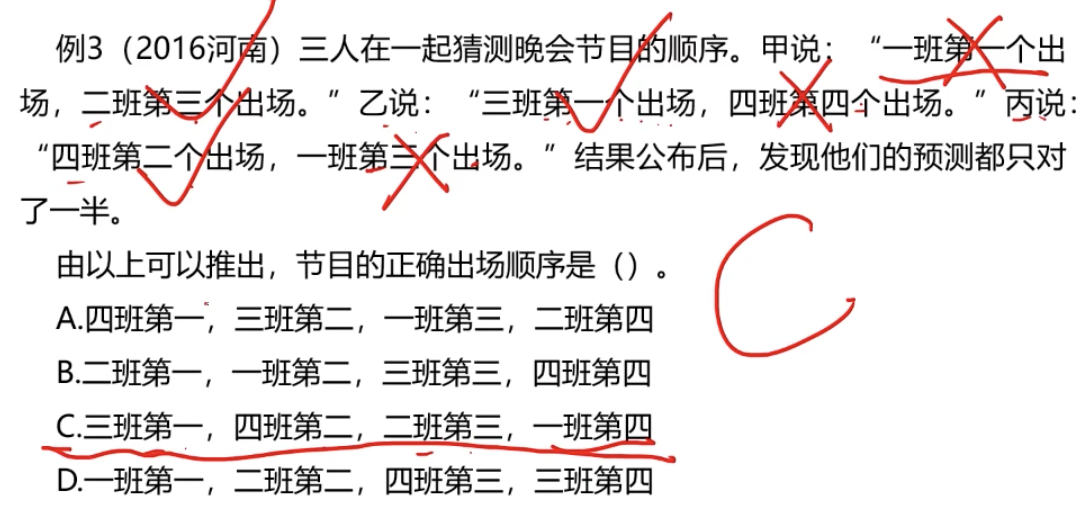 例3（2016河南）三人在一起猜测晚会节目的顺序。甲说：“一班第一个出
场，二班第三个出场。”乙说：“三班第一个出场，四班第四个出场。”丙说：
“四班第二个出场，一班第三个出场。”结果公布后，发现他们的预测都只对
了一半。
由以上可以推出，节目的正确出场顺序是（）。
A.四班第一，三班第二，一班第三，二班第四
B.二班第一，一班第二，三班第三，四班第四
C.三班第一，四班第二，二班第三，一班第四
D.一班第一，二班第二，四班第三，三班第四
C